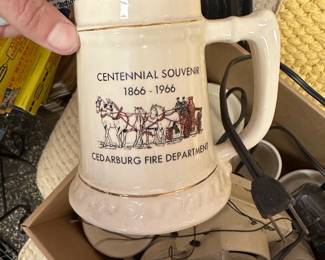 CENTENNIAL SOUVENIR
1866 - 1966
CEDARBURG FIRE DEPARTMENT